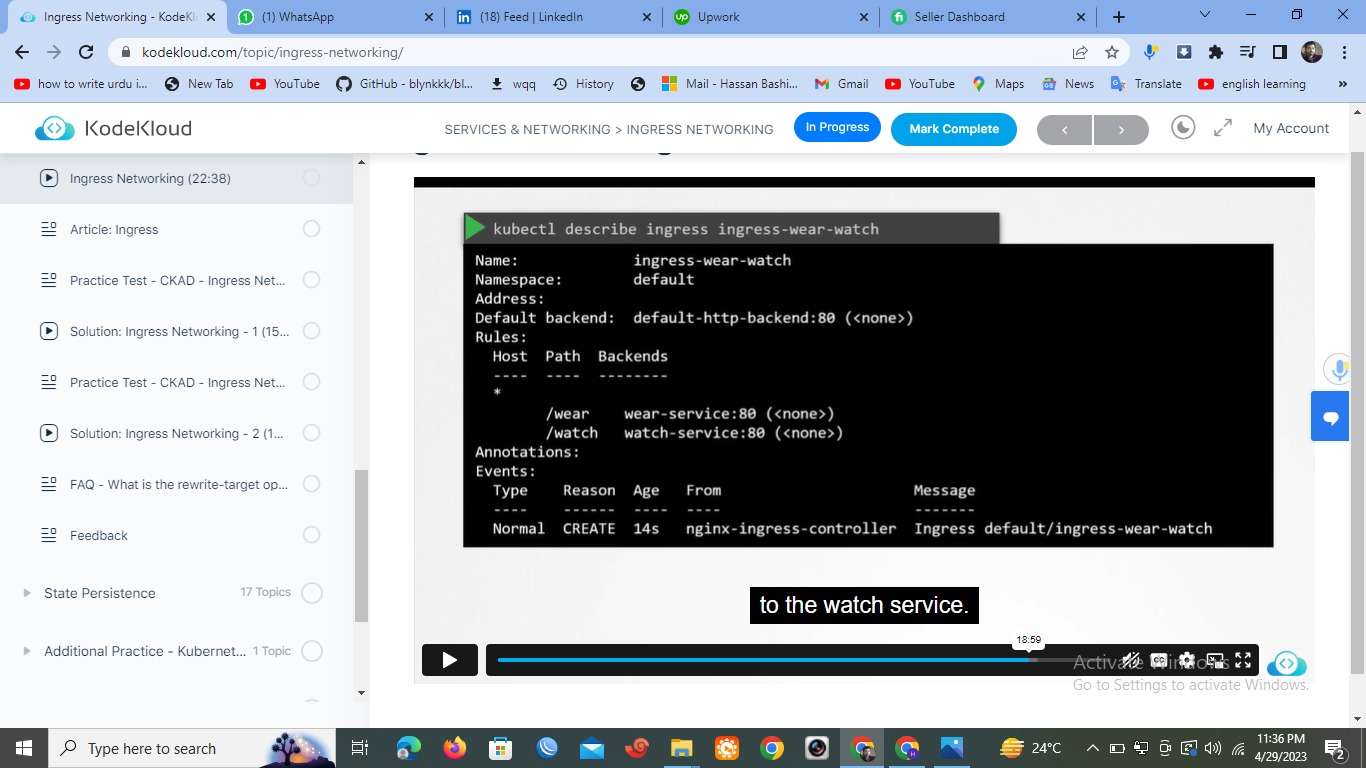 Ingress Networking - KodeKl
(1) WhatsApp
(18) Feed | LinkedIn
Upwork
Seller Dashboard
kodekloud.com/topic/ingress-networking/
how to write urdu i...
New Tab
YouTube
GitHub - blynkkk/bl...
wqq
History
Mail - Hassan Bashi...
Gmail
YouTube
Maps
News
Translate
english learning
»
KodeKloud
SERVICES & NETWORKING > INGRESS NETWORKING
In Progress
Mark Complete
<
>
My Account
Ingress Networking (22:38)
Article: Ingress
Practice Test - CKAD - Ingress Net...
Solution: Ingress Networking - 1 (15...
Practice Test - CKAD - Ingress Net...
Solution: Ingress Networking - 2 (1...
FAQ - What is the rewrite-target op...
Feedback
State Persistence 17 Topics
Additional Practice - Kubernet... 1 Topic
kubectl describe ingress ingress-wear-watch
Name: ingress-wear-watch
Namespace: default
Address:
Default backend: default-http-backend:80 (<none>)
Rules:
Host Path Backends
---- ---- --------
*
/wear wear-service:80 (<none>)
/watch watch-service:80 (<none>)
Annotations:
Events:
Type Reason Age From Message
---- ------ ---- ---- -------
Normal CREATE 14s nginx-ingress-controller Ingress default/ingress-wear-watch
to the watch service.
18:59
CC
Activate Windows
Go to Settings to activate Windows.
Type here to search
24°C
11:36 PM
4/29/2023
2